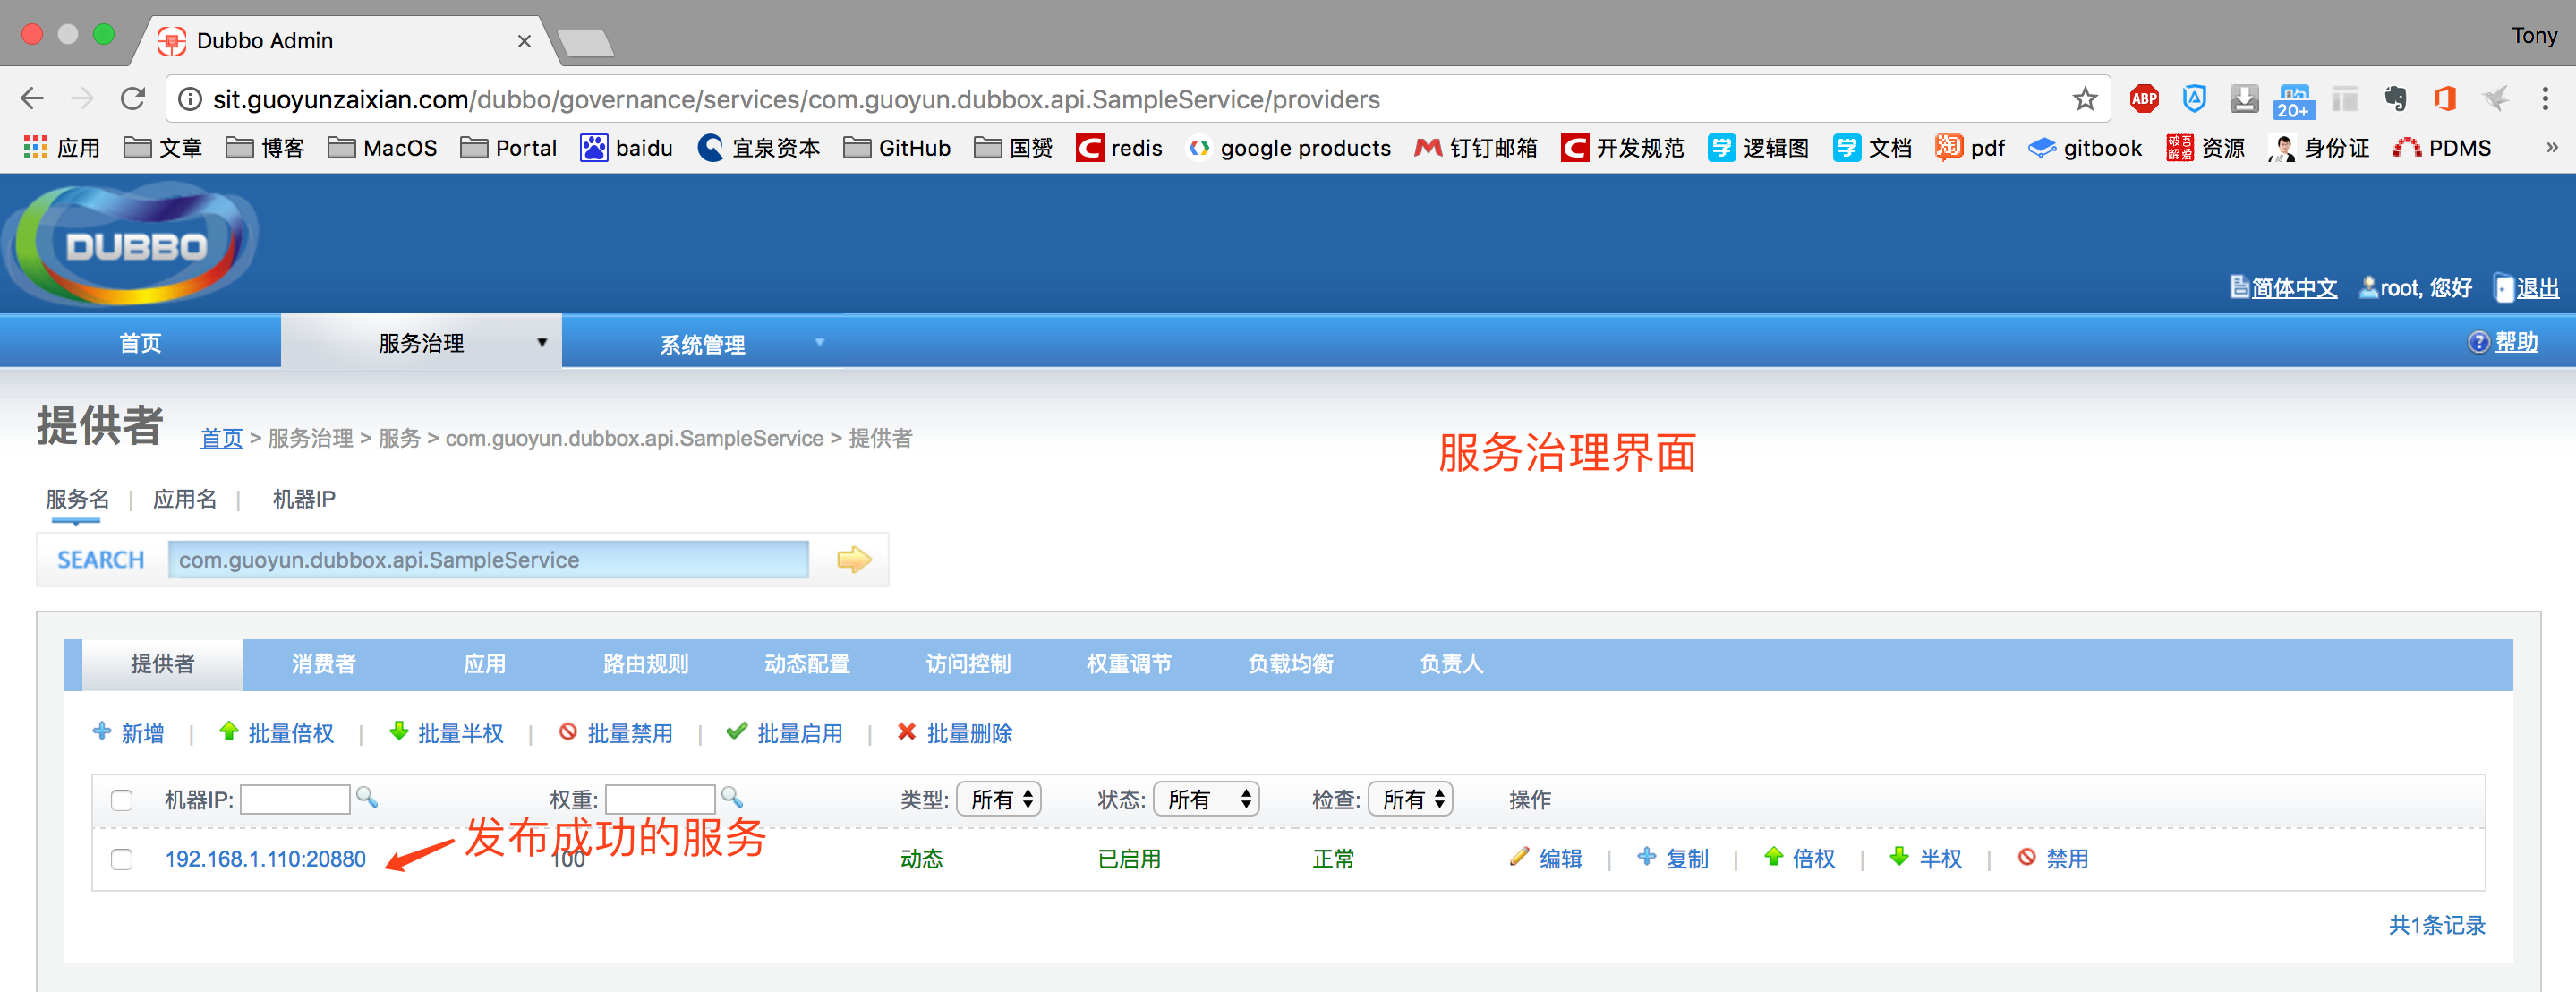 Dubbo Admin
Tony
sit.guoyunzaixian.com/dubbo/governance/services/com.guoyun.dubbox.api.SampleService/providers
ABP
20+
应用 文章 博客 MacOS Portal baidu 宜泉资本 GitHub 国赟 redis google products 钉钉邮箱 开发规范 逻辑图 文档 pdf gitbook 资源 身份证 PDMS »
DUBBO
简体中文 root, 您好 退出
首页 服务治理 系统管理 帮助
提供者 首页 > 服务治理 > 服务 > com.guoyun.dubbox.api.SampleService > 提供者
服务治理界面
服务名 | 应用名 | 机器IP
SEARCH com.guoyun.dubbox.api.SampleService
提供者 消费者 应用 路由规则 动态配置 访问控制 权重调节 负载均衡 负责人
新增 | 批量倍权 | 批量半权 | 批量禁用 | 批量启用 | 批量删除
机器IP: 权重: 类型: 所有 状态: 所有 检查: 所有 操作
发布成功的服务
192.168.1.110:20880 100 动态 已启用 正常 编辑 | 复制 | 倍权 | 半权 | 禁用
共1条记录